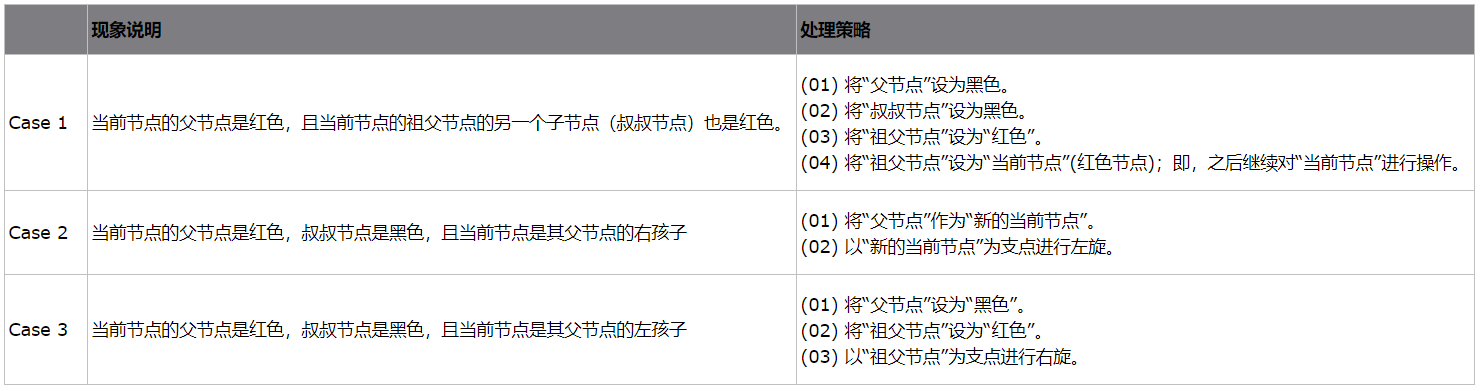 现象说明
处理策略
Case 1
当前节点的父节点是红色，且当前节点的祖父节点的另一个子节点（叔叔节点）也是红色。
(01) 将“父节点”设为黑色。
(02) 将“叔叔节点”设为黑色。
(03) 将“祖父节点”设为“红色”。
(04) 将“祖父节点”设为“当前节点”(红色节点)；即，之后继续对“当前节点”进行操作。
Case 2
当前节点的父节点是红色，叔叔节点是黑色，且当前节点是其父节点的右孩子
(01) 将“父节点”作为“新的当前节点”。
(02) 以“新的当前节点”为支点进行左旋。
Case 3
当前节点的父节点是红色，叔叔节点是黑色，且当前节点是其父节点的左孩子
(01) 将“父节点”设为“黑色”。
(02) 将“祖父节点”设为“红色”。
(03) 以“祖父节点”为支点进行右旋。